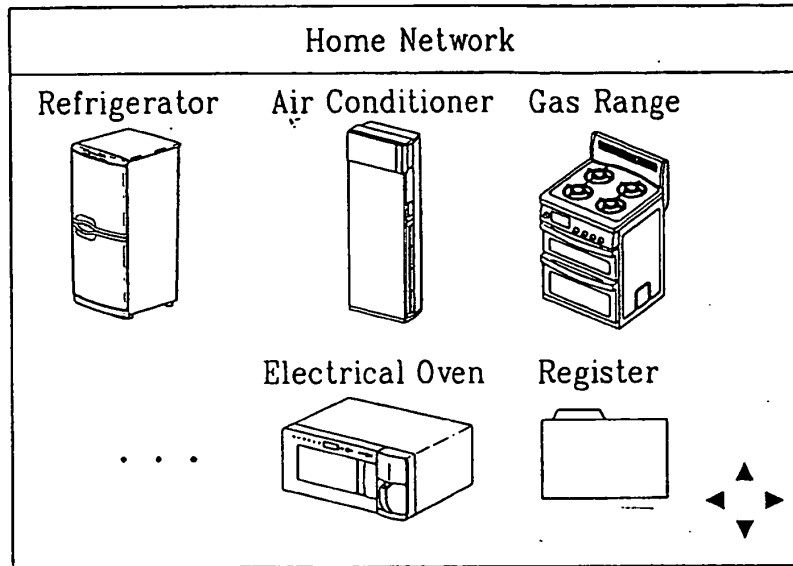 Home Network
Refrigerator Air Conditioner Gas Range
Electrical Oven Register
. . .